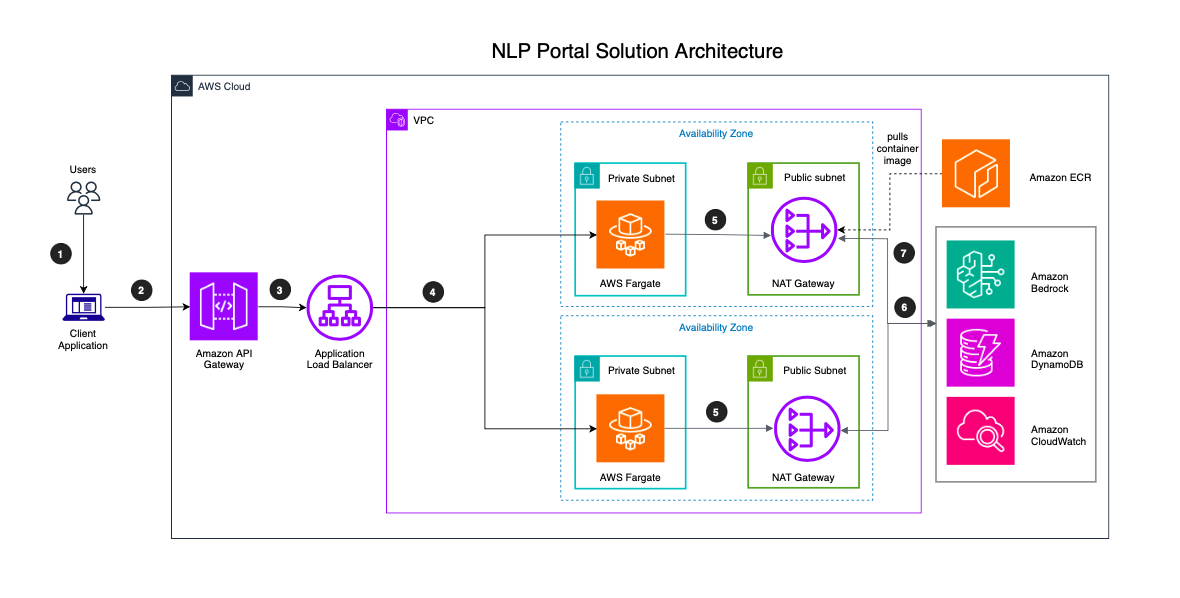 NLP Portal Solution Architecture
AWS Cloud
VPC
Availability Zone
pulls
container
image
Users
Private Subnet
Public subnet
Amazon ECR
5
1
7
AWS Fargate
NAT Gateway
Amazon
Bedrock
2
3
4
6
Client
Application
Amazon API
Gateway
Application
Load Balancer
Availability Zone
Amazon
DynamoDB
Private Subnet
Public Subnet
5
Amazon
CloudWatch
AWS Fargate
NAT Gateway